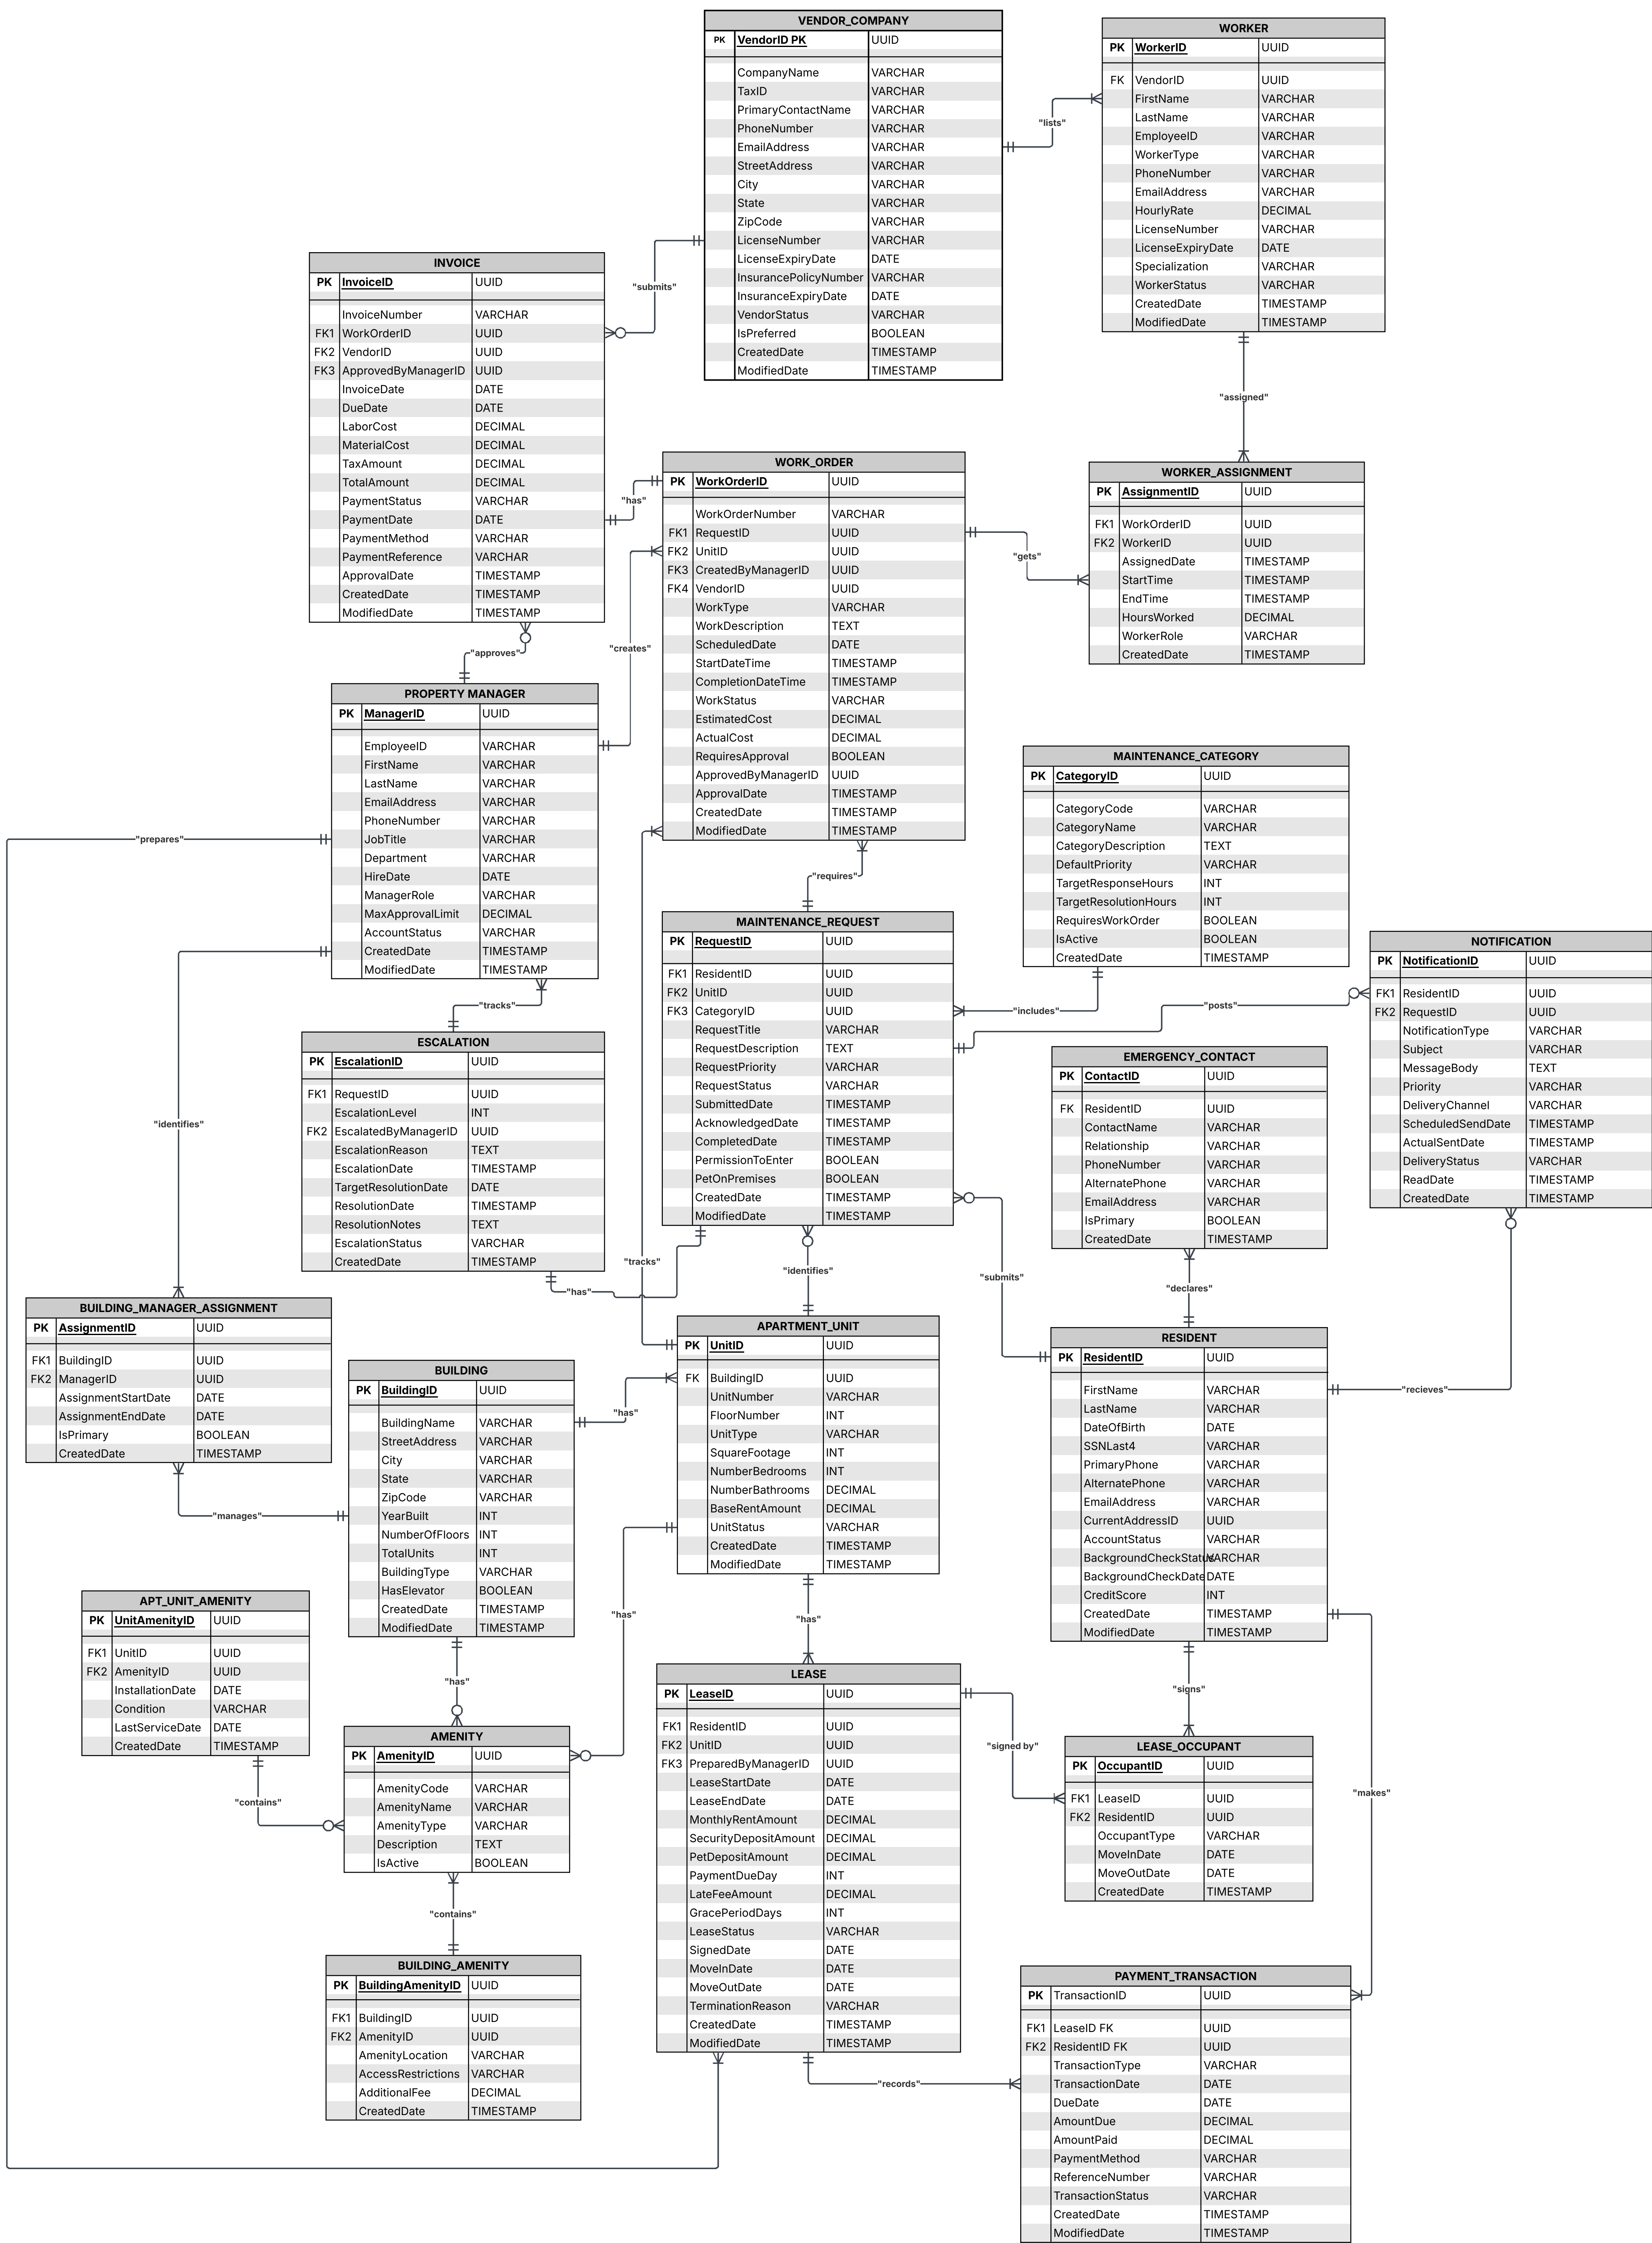 VENDOR_COMPANY
PK VendorID PK UUID
CompanyName VARCHAR
TaxID VARCHAR
PrimaryContactName VARCHAR
PhoneNumber VARCHAR
EmailAddress VARCHAR
StreetAddress VARCHAR
City VARCHAR
State VARCHAR
ZipCode VARCHAR
LicenseNumber VARCHAR
LicenseExpiryDate DATE
InsurancePolicyNumber VARCHAR
InsuranceExpiryDate DATE
VendorStatus VARCHAR
IsPreferred BOOLEAN
CreatedDate TIMESTAMP
ModifiedDate TIMESTAMP
"lists"
WORKER
PK WorkerID UUID
FK VendorID UUID
FirstName VARCHAR
LastName VARCHAR
EmployeeID VARCHAR
WorkerType VARCHAR
PhoneNumber VARCHAR
EmailAddress VARCHAR
HourlyRate DECIMAL
LicenseNumber VARCHAR
LicenseExpiryDate DATE
Specialization VARCHAR
WorkerStatus VARCHAR
CreatedDate TIMESTAMP
ModifiedDate TIMESTAMP
"submits"
INVOICE
PK InvoiceID UUID
InvoiceNumber VARCHAR
FK1 WorkOrderID UUID
FK2 VendorID UUID
FK3 ApprovedByManagerID UUID
InvoiceDate DATE
DueDate DATE
LaborCost DECIMAL
MaterialCost DECIMAL
TaxAmount DECIMAL
TotalAmount DECIMAL
PaymentStatus VARCHAR
PaymentDate DATE
PaymentMethod VARCHAR
PaymentReference VARCHAR
ApprovalDate TIMESTAMP
CreatedDate TIMESTAMP
ModifiedDate TIMESTAMP
"assigned"
"has"
WORK_ORDER
PK WorkOrderID UUID
WorkOrderNumber VARCHAR
FK1 RequestID UUID
FK2 UnitID UUID
FK3 CreatedByManagerID UUID
FK4 VendorID UUID
WorkType VARCHAR
WorkDescription TEXT
ScheduledDate DATE
StartDateTime TIMESTAMP
CompletionDateTime TIMESTAMP
WorkStatus VARCHAR
EstimatedCost DECIMAL
ActualCost DECIMAL
RequiresApproval BOOLEAN
ApprovedByManagerID UUID
ApprovalDate TIMESTAMP
CreatedDate TIMESTAMP
ModifiedDate TIMESTAMP
"gets"
WORKER_ASSIGNMENT
PK AssignmentID UUID
FK1 WorkOrderID UUID
FK2 WorkerID UUID
AssignedDate TIMESTAMP
StartTime TIMESTAMP
EndTime TIMESTAMP
HoursWorked DECIMAL
WorkerRole VARCHAR
CreatedDate TIMESTAMP
"approves"
"creates"
PROPERTY MANAGER
PK ManagerID UUID
EmployeeID VARCHAR
FirstName VARCHAR
LastName VARCHAR
EmailAddress VARCHAR
PhoneNumber VARCHAR
JobTitle VARCHAR
Department VARCHAR
HireDate DATE
ManagerRole VARCHAR
MaxApprovalLimit DECIMAL
AccountStatus VARCHAR
CreatedDate TIMESTAMP
ModifiedDate TIMESTAMP
"prepares"
"requires"
MAINTENANCE_CATEGORY
PK CategoryID UUID
CategoryCode VARCHAR
CategoryName VARCHAR
CategoryDescription TEXT
DefaultPriority VARCHAR
TargetResponseHours INT
TargetResolutionHours INT
RequiresWorkOrder BOOLEAN
IsActive BOOLEAN
CreatedDate TIMESTAMP
MAINTENANCE_REQUEST
PK RequestID UUID
FK1 ResidentID UUID
FK2 UnitID UUID
FK3 CategoryID UUID
RequestTitle VARCHAR
RequestDescription TEXT
RequestPriority VARCHAR
RequestStatus VARCHAR
SubmittedDate TIMESTAMP
AcknowledgedDate TIMESTAMP
CompletedDate TIMESTAMP
PermissionToEnter BOOLEAN
PetOnPremises BOOLEAN
CreatedDate TIMESTAMP
ModifiedDate TIMESTAMP
"includes"
"posts"
NOTIFICATION
PK NotificationID UUID
FK1 ResidentID UUID
FK2 RequestID UUID
NotificationType VARCHAR
Subject VARCHAR
MessageBody TEXT
Priority VARCHAR
DeliveryChannel VARCHAR
ScheduledSendDate TIMESTAMP
ActualSentDate TIMESTAMP
DeliveryStatus VARCHAR
ReadDate TIMESTAMP
CreatedDate TIMESTAMP
"tracks"
ESCALATION
PK EscalationID UUID
FK1 RequestID UUID
EscalationLevel INT
FK2 EscalatedByManagerID UUID
EscalationReason TEXT
EscalationDate TIMESTAMP
TargetResolutionDate DATE
ResolutionDate TIMESTAMP
ResolutionNotes TEXT
EscalationStatus VARCHAR
CreatedDate TIMESTAMP
EMERGENCY_CONTACT
PK ContactID UUID
FK ResidentID UUID
ContactName VARCHAR
Relationship VARCHAR
PhoneNumber VARCHAR
AlternatePhone VARCHAR
EmailAddress VARCHAR
IsPrimary BOOLEAN
CreatedDate TIMESTAMP
"identifies"
"tracks"
"identifies"
"submits"
"declares"
"has"
BUILDING_MANAGER_ASSIGNMENT
PK AssignmentID UUID
FK1 BuildingID UUID
FK2 ManagerID UUID
AssignmentStartDate DATE
AssignmentEndDate DATE
IsPrimary BOOLEAN
CreatedDate TIMESTAMP
"manages"
BUILDING
PK BuildingID UUID
BuildingName VARCHAR
StreetAddress VARCHAR
City VARCHAR
State VARCHAR
ZipCode VARCHAR
YearBuilt INT
NumberOfFloors INT
TotalUnits INT
BuildingType VARCHAR
HasElevator BOOLEAN
CreatedDate TIMESTAMP
ModifiedDate TIMESTAMP
"has"
APARTMENT_UNIT
PK UnitID UUID
FK BuildingID UUID
UnitNumber VARCHAR
FloorNumber INT
UnitType VARCHAR
SquareFootage INT
NumberBedrooms INT
NumberBathrooms DECIMAL
BaseRentAmount DECIMAL
UnitStatus VARCHAR
CreatedDate TIMESTAMP
ModifiedDate TIMESTAMP
RESIDENT
PK ResidentID UUID
FirstName VARCHAR
LastName VARCHAR
DateOfBirth DATE
SSNLast4 VARCHAR
PrimaryPhone VARCHAR
AlternatePhone VARCHAR
EmailAddress VARCHAR
CurrentAddressID UUID
AccountStatus VARCHAR
BackgroundCheckStatus VARCHAR
BackgroundCheckDate DATE
CreditScore INT
CreatedDate TIMESTAMP
ModifiedDate TIMESTAMP
"recieves"
APT_UNIT_AMENITY
PK UnitAmenityID UUID
FK1 UnitID UUID
FK2 AmenityID UUID
InstallationDate DATE
Condition VARCHAR
LastServiceDate DATE
CreatedDate TIMESTAMP
"has"
"has"
"has"
"signs"
"contains"
AMENITY
PK AmenityID UUID
AmenityCode VARCHAR
AmenityName VARCHAR
AmenityType VARCHAR
Description TEXT
IsActive BOOLEAN
LEASE
PK LeaseID UUID
FK1 ResidentID UUID
FK2 UnitID UUID
FK3 PreparedByManagerID UUID
LeaseStartDate DATE
LeaseEndDate DATE
MonthlyRentAmount DECIMAL
SecurityDepositAmount DECIMAL
PetDepositAmount DECIMAL
PaymentDueDay INT
LateFeeAmount DECIMAL
GracePeriodDays INT
LeaseStatus VARCHAR
SignedDate DATE
MoveInDate DATE
MoveOutDate DATE
TerminationReason VARCHAR
CreatedDate TIMESTAMP
ModifiedDate TIMESTAMP
"signed by"
LEASE_OCCUPANT
PK OccupantID UUID
FK1 LeaseID UUID
FK2 ResidentID UUID
OccupantType VARCHAR
MoveInDate DATE
MoveOutDate DATE
CreatedDate TIMESTAMP
"makes"
"contains"
BUILDING_AMENITY
PK BuildingAmenityID UUID
FK1 BuildingID UUID
FK2 AmenityID UUID
AmenityLocation VARCHAR
AccessRestrictions VARCHAR
AdditionalFee DECIMAL
CreatedDate TIMESTAMP
"records"
PAYMENT_TRANSACTION
PK TransactionID UUID
FK1 LeaseID FK UUID
FK2 ResidentID FK UUID
TransactionType VARCHAR
TransactionDate DATE
DueDate DATE
AmountDue DECIMAL
AmountPaid DECIMAL
PaymentMethod VARCHAR
ReferenceNumber VARCHAR
TransactionStatus VARCHAR
CreatedDate TIMESTAMP
ModifiedDate TIMESTAMP